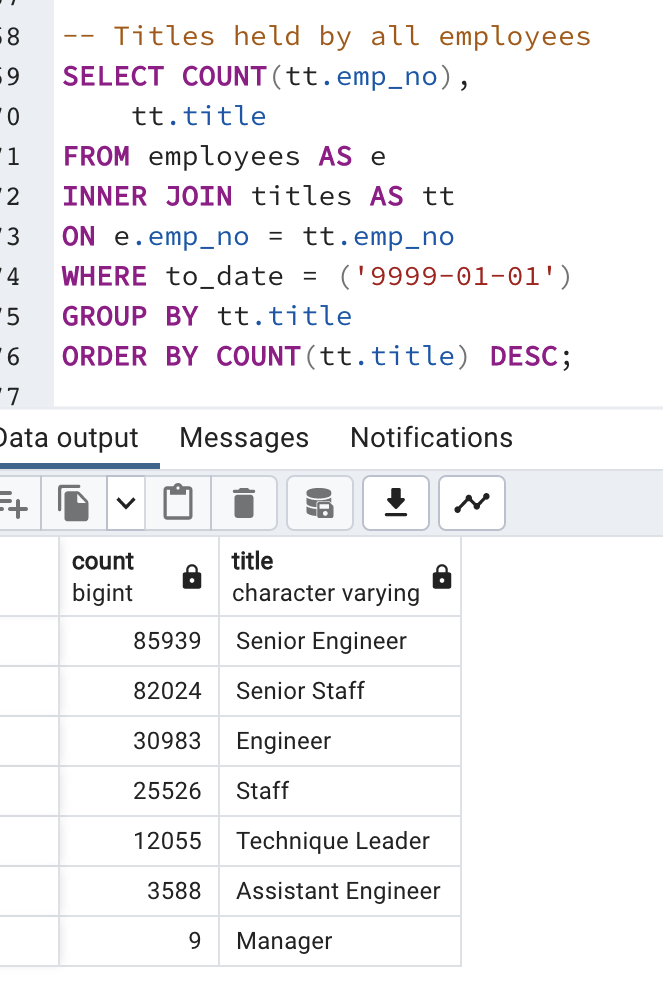 58 -- Titles held by all employees
59 SELECT COUNT(tt.emp_no),
70     tt.title
71 FROM employees AS e
72 INNER JOIN titles AS tt
73 ON e.emp_no = tt.emp_no
74 WHERE to_date = ('9999-01-01')
75 GROUP BY tt.title
76 ORDER BY COUNT(tt.title) DESC;
77
Data output Messages Notifications
count title
bigint character varying
85939 Senior Engineer
82024 Senior Staff
30983 Engineer
25526 Staff
12055 Technique Leader
3588 Assistant Engineer
9 Manager